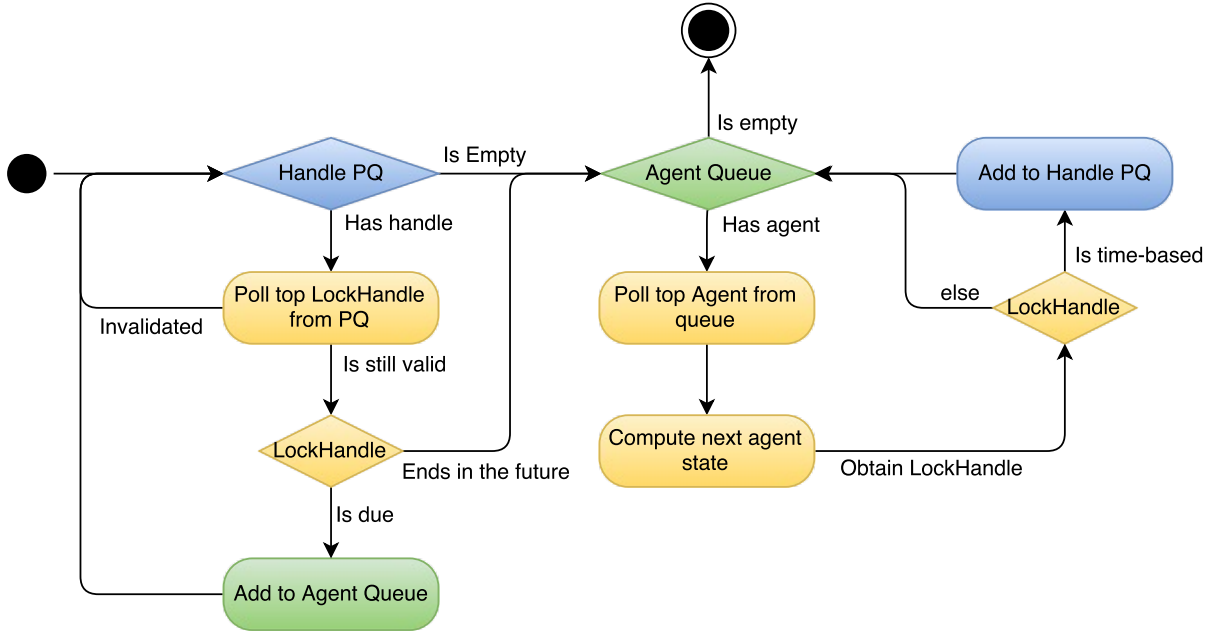 Is empty
Handle PQ
Is Empty
Agent Queue
Add to Handle PQ
Has handle
Has agent
Is time-based
Poll top LockHandle
from PQ
Invalidated
Poll top Agent from
queue
else
LockHandle
Is still valid
LockHandle
Ends in the future
Compute next agent
state
Obtain LockHandle
Is due
Add to Agent Queue